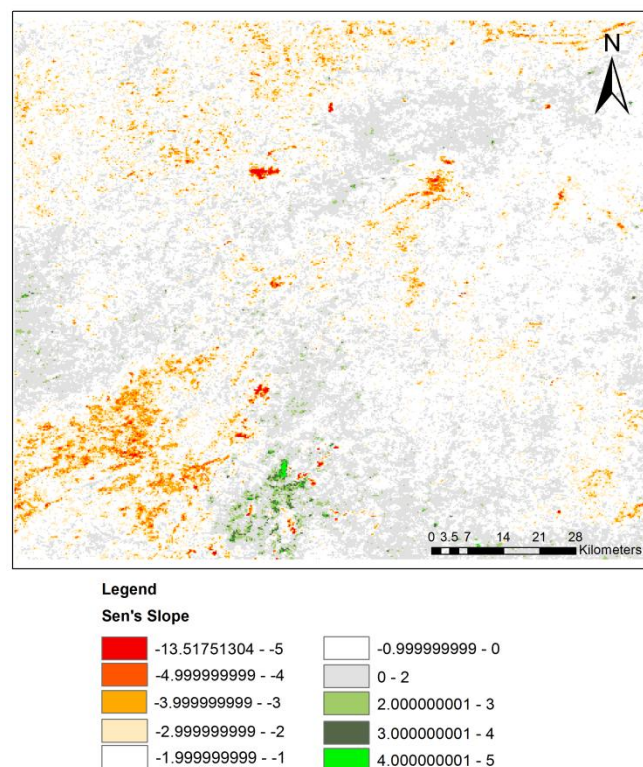 N
0 3.5 7 14 21 28
Kilometers
Legend
Sen's Slope
-13.51751304 - -5
-4.999999999 - -4
-3.999999999 - -3
-2.999999999 - -2
-1.999999999 - -1
-0.999999999 - 0
0 - 2
2.000000001 - 3
3.000000001 - 4
4.000000001 - 5